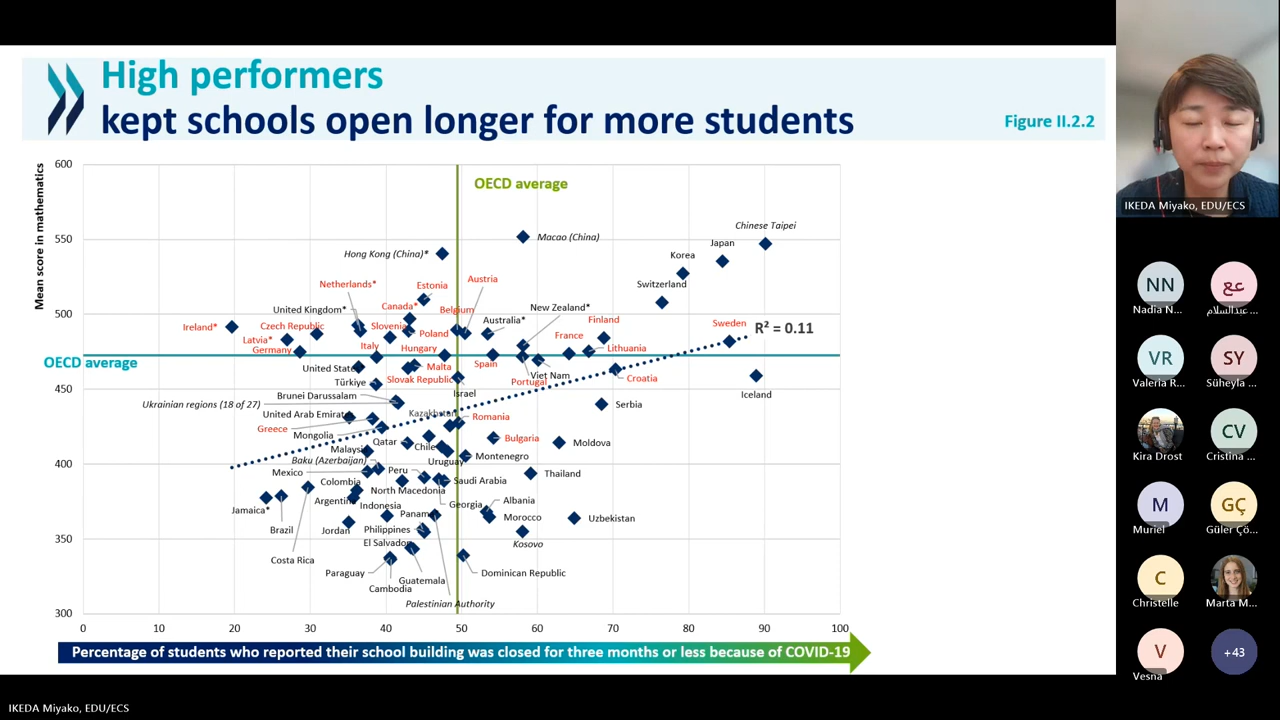 High performers
kept schools open longer for more students
Figure II.2.2
Mean score in mathematics
600
550
500
450
400
350
300
OECD average
OECD average
Chinese Taipei
Macao (China)
Japan
Hong Kong (China)*
Korea
Austria
Netherlands*
Estonia
Switzerland
United Kingdom*
Canada*
Belgium
New Zealand*
Australia*
Finland
Sweden
R² = 0.11
Ireland*
Czech Republic
Slovenia
Poland
France
Latvia*
Italy
Hungary
Lithuania
Germany
Spain
United State
Malta
Viet Nam
Türkiye
Slovak Republic
Portugal
Croatia
Brunei Darussalam
Israel
Iceland
Ukrainian regions (18 of 27)
Serbia
United Arab Emirate
Kazakhstan
Romania
Greece
Mongolia
Qatar
Chile
Bulgaria
Moldova
Malaysi
Baku (Azerbaijan)
Uruguay
Montenegro
Mexico
Peru
Thailand
Colombia
North Macedonia
Saudi Arabia
Argentin
Indonesia
Georgia
Albania
Jamaica*
Panam
Morocco
Uzbekistan
Brazil
Jordan
Philippines
Kosovo
El Salvador
Costa Rica
Paraguay
Guatemala
Dominican Republic
Cambodia
Palestinian Authority
0 10 20 30 40 50 60 70 80 90 100
Percentage of students who reported their school building was closed for three months or less because of COVID-19
IKEDA Miyako, EDU/ECS
IKEDA Miyako, EDU/ECS
NN
Nadia N...
عع
عبدالسلام...
VR
Valeria R...
SY
Süheyla ...
Kira Drost
CV
Cristina ...
M
Muriel
GÇ
Güler Çö...
C
Christelle
Marta M...
V
Vesna
+43